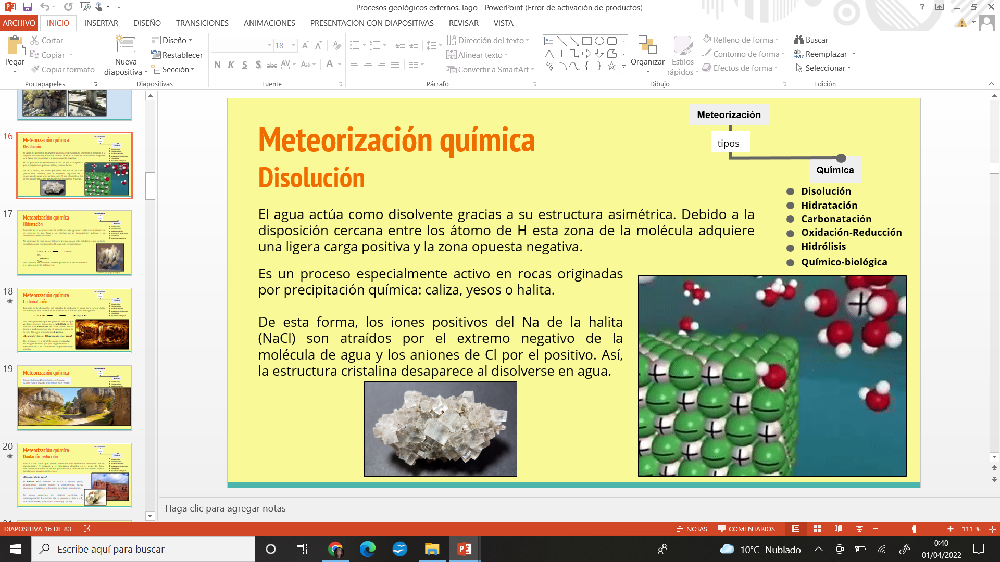 Procesos geológicos externos. Iago - PowerPoint (Error de activación de productos)
ARCHIVO INICIO INSERTAR DISEÑO TRANSICIONES ANIMACIONES PRESENTACIÓN CON DIAPOSITIVAS REVISAR VISTA
Pegar
Cortar
Copiar
Copiar formato
Portapapeles
Nueva
diapositiva
Diseño
Restablecer
Sección
Diapositivas
18
N K S S abc AV Aa A
Fuente
Dirección del texto
Alinear texto
Convertir a SmartArt
Párrafo
Organizar
Estilos
rápidos
Relleno de forma
Contorno de forma
Efectos de forma
Dibujo
Buscar
Reemplazar
Seleccionar
Edición
16
Meteorización química
Disolución
17
Meteorización química
Hidratación
18
Meteorización química
Carbonatación
19
Meteorización química
20
Meteorización química
Oxidación-reducción
Meteorización
tipos
Química
Disolución
Hidratación
Carbonatación
Oxidación-Reducción
Hidrólisis
Químico-biológica
Meteorización química
Disolución
El agua actúa como disolvente gracias a su estructura asimétrica. Debido a la
disposición cercana entre los átomo de H esta zona de la molécula adquiere
una ligera carga positiva y la zona opuesta negativa.
Es un proceso especialmente activo en rocas originadas
por precipitación química: caliza, yesos o halita.
De esta forma, los iones positivos del Na de la halita
(NaCl) son atraídos por el extremo negativo de la
molécula de agua y los aniones de Cl por el positivo. Así,
la estructura cristalina desaparece al disolverse en agua.
Haga clic para agregar notas
DIAPOSITIVA 16 DE 83
NOTAS COMENTARIOS 111 %
Escribe aquí para buscar
10°C Nublado
0:40
01/04/2022